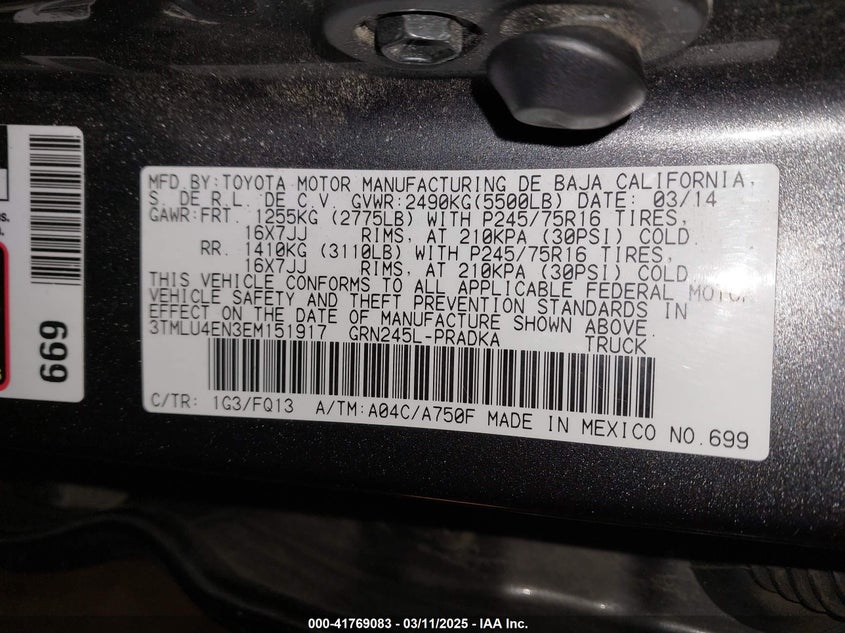 MFD.BY:TOYOTA MOTOR MANUFACTURING DE BAJA CALIFORNIA,
S. DE R.L. DE C.V. GVWR:2490KG(5500LB) DATE: 03/14
GAWR:FRT. 1255KG (2775LB) WITH P245/75R16 TIRES,
16X7JJ RIMS, AT 210KPA (30PSI) COLD.
RR. 1410KG (3110LB) WITH P245/75R16 TIRES,
16X7JJ RIMS, AT 210KPA (30PSI) COLD.
THIS VEHICLE CONFORMS TO ALL APPLICABLE FEDERAL MOTOR
VEHICLE SAFETY AND THEFT PREVENTION STANDARDS IN
EFFECT ON THE DATE OF MANUFACTURE SHOWN ABOVE.
3TMLU4EN3EM151917 GRN245L-PRADKA TRUCK
C/TR: 1G3/FQ13 A/TM:A04C/A750F MADE IN MEXICO NO.699
699
000-41769083 - 03/11/2025 - IAA Inc.